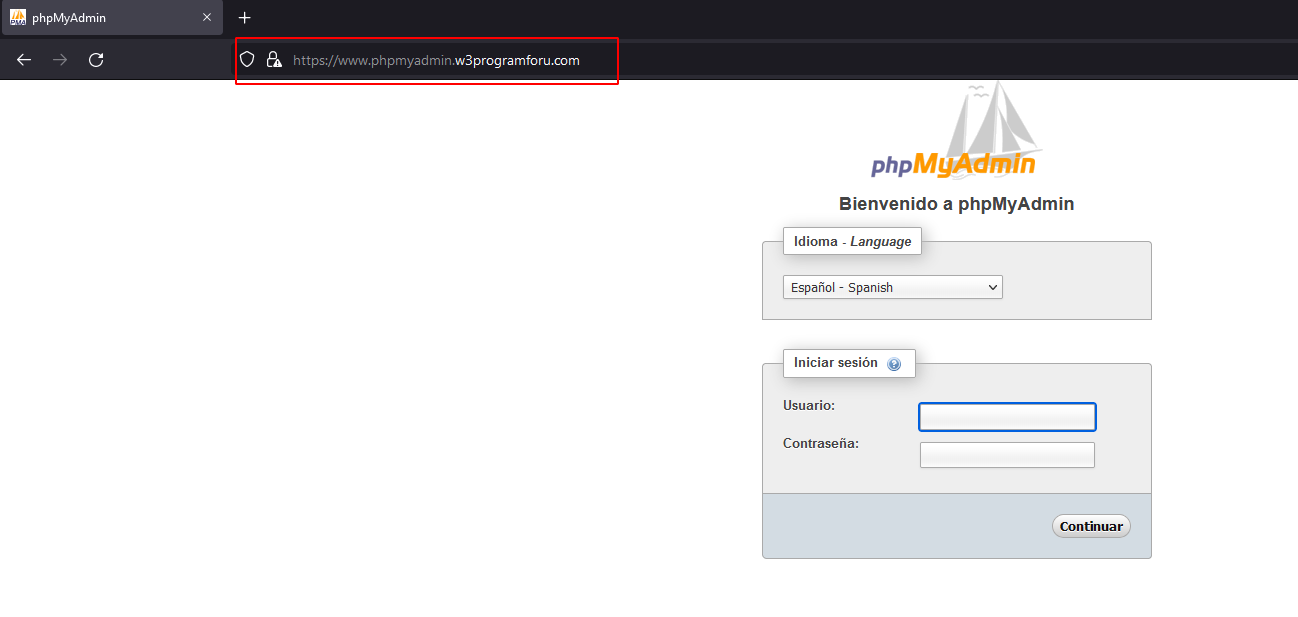 phpMyAdmin
https://www.phpmyadmin.w3programforu.com
phpMyAdmin
Bienvenido a phpMyAdmin
Idioma - Language
Español - Spanish
Iniciar sesión
Usuario:
Contraseña:
Continuar